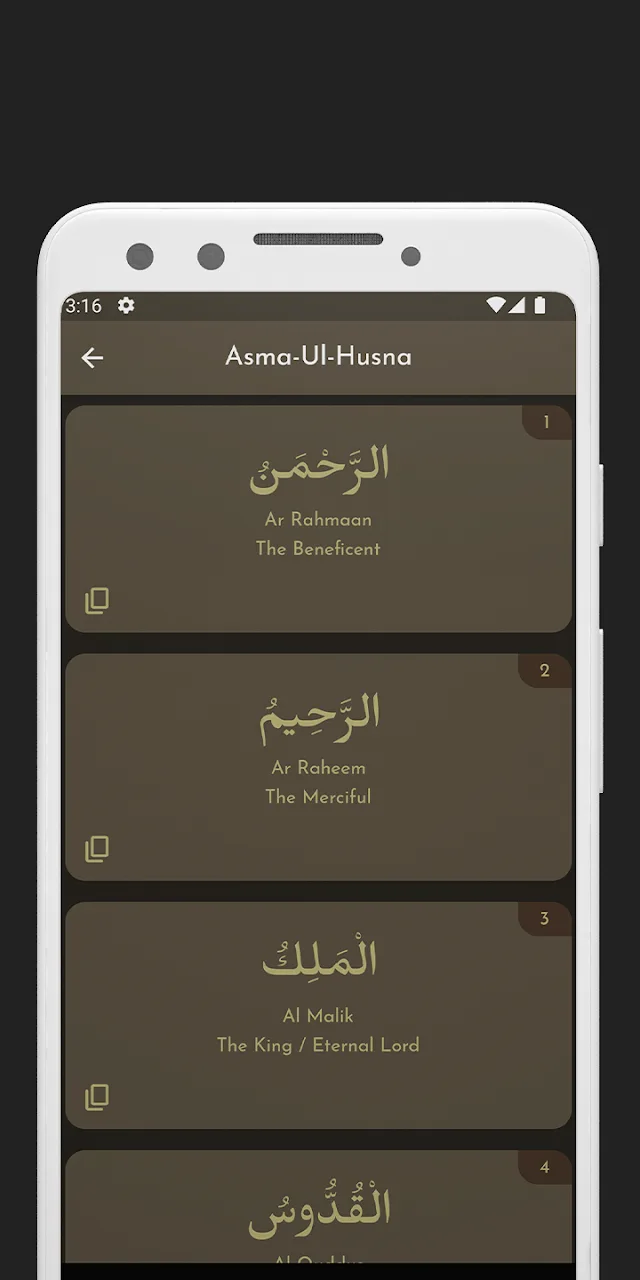 3:16
Asma-Ul-Husna
1
الرَّحْمَنُ
Ar Rahmaan
The Beneficent
2
الرَّحِيمُ
Ar Raheem
The Merciful
3
الْمَلِكُ
Al Malik
The King / Eternal Lord
4
الْقُدُّوسُ